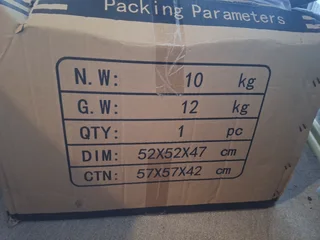 Packing Parameters
N.W: 10 kg
G.W: 12 kg
QTY: 1 pc
DIM: 52X52X47 cm
CTN: 57X57X42 cm